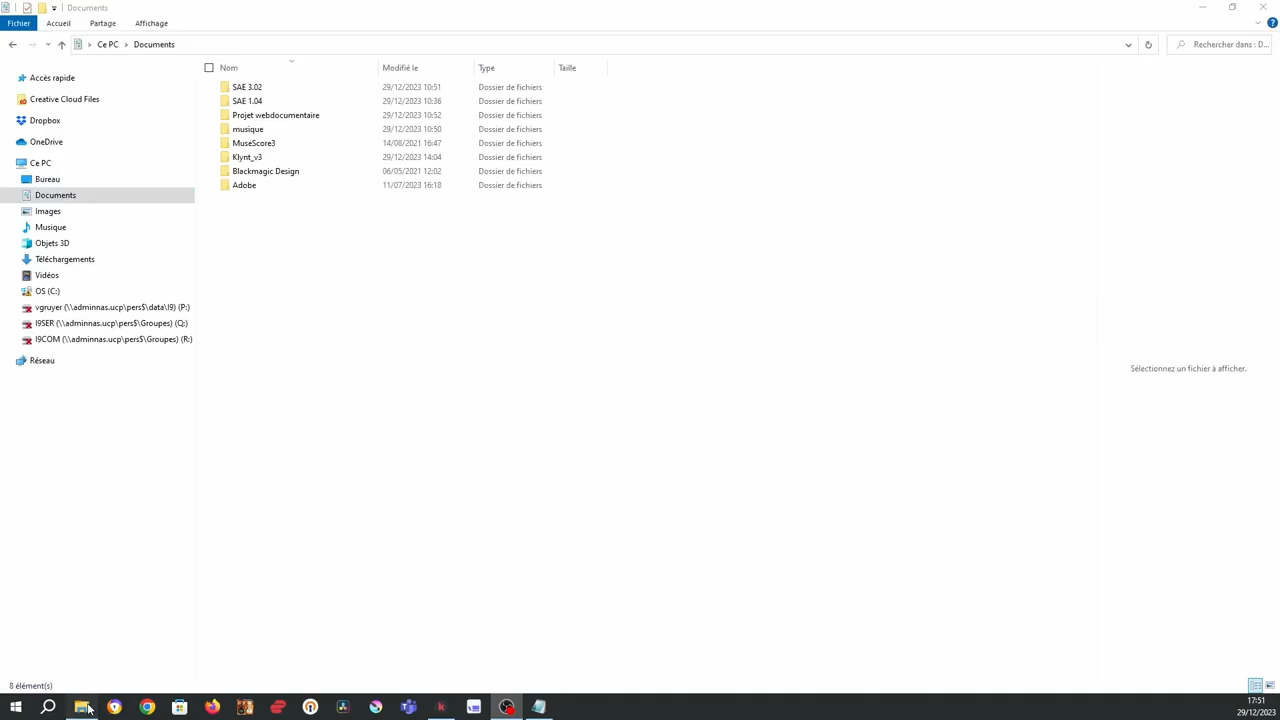 Documents
Fichier Accueil Partage Affichage
Ce PC Documents Rechercher dans : D...
Nom Modifié le Type Taille
SAE 3.02 29/12/2023 10:51 Dossier de fichiers
SAE 1.04 29/12/2023 10:36 Dossier de fichiers
Projet webdocumentaire 29/12/2023 10:52 Dossier de fichiers
musique 29/12/2023 10:50 Dossier de fichiers
MuseScore3 14/08/2021 16:47 Dossier de fichiers
Klynt_v3 29/12/2023 14:04 Dossier de fichiers
Blackmagic Design 06/05/2021 12:02 Dossier de fichiers
Adobe 11/07/2023 16:18 Dossier de fichiers
Accès rapide
Creative Cloud Files
Dropbox
OneDrive
Ce PC
Bureau
Documents
Images
Musique
Objets 3D
Téléchargements
Vidéos
OS (C:)
vgruyer (\\adminnas.ucp\pers$\data\I9) (P:)
I9SER (\\adminnas.ucp\pers$\Groupes) (Q:)
I9COM (\\adminnas.ucp\pers$\Groupes) (R:)
Réseau
Sélectionnez un fichier à afficher.
8 élément(s)
17:51
29/12/2023